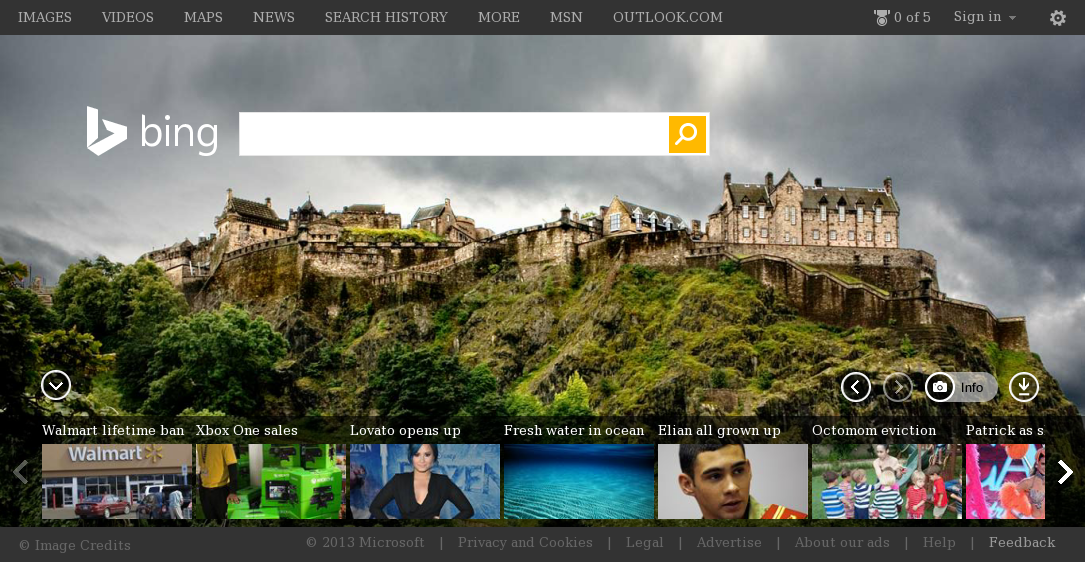 IMAGES VIDEOS MAPS NEWS SEARCH HISTORY MORE MSN OUTLOOK.COM 0 of 5 Sign in
bing
Info
Walmart lifetime ban Xbox One sales Lovato opens up Fresh water in ocean Elian all grown up Octomom eviction Patrick as s
Walmart
© Image Credits © 2013 Microsoft | Privacy and Cookies | Legal | Advertise | About our ads | Help | Feedback